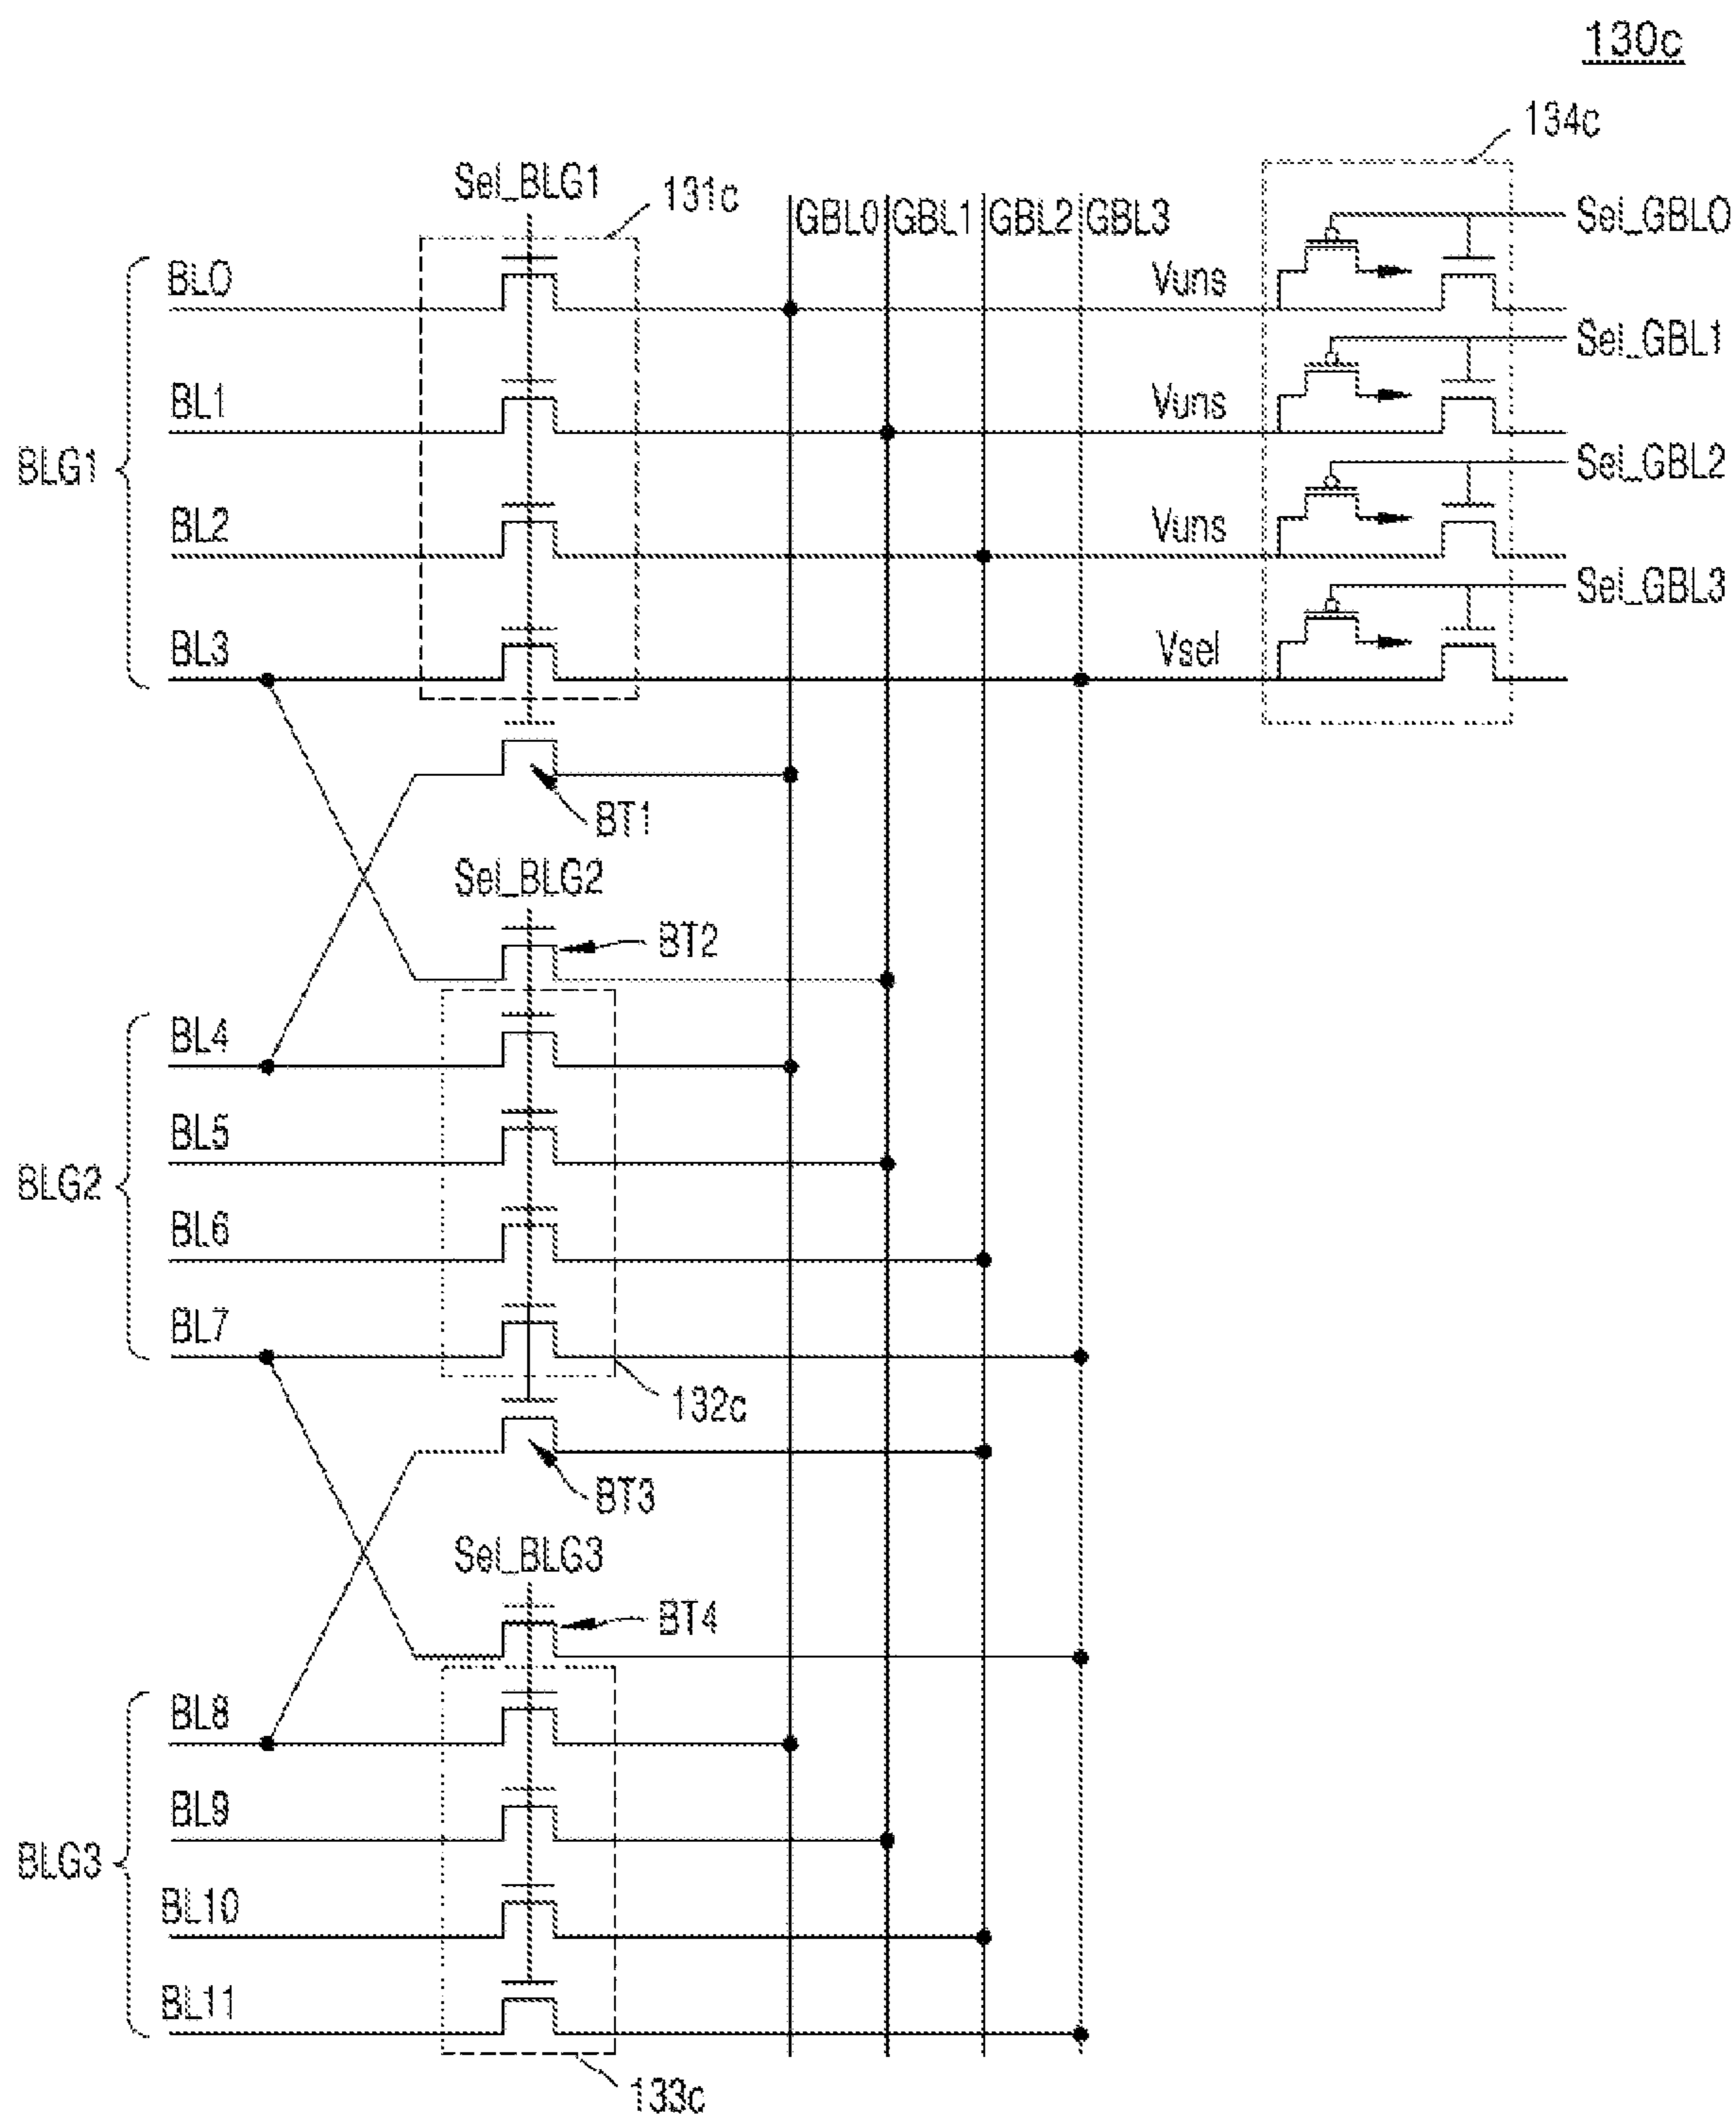 130c
134c
Sel_BLG1
131c
GBL0
GBL1
GBL2
GBL3
Sel_GBL0
BL0
Vuns
Sel_GBL1
BL1
Vuns
BLG1
Sel_GBL2
BL2
Vuns
Sel_GBL3
BL3
Vsel
BT1
Sel_BLG2
BT2
BL4
BL5
BLG2
BL6
BL7
132c
BT3
Sel_BLG3
BT4
BL8
BL9
BLG3
BL10
BL11
133c